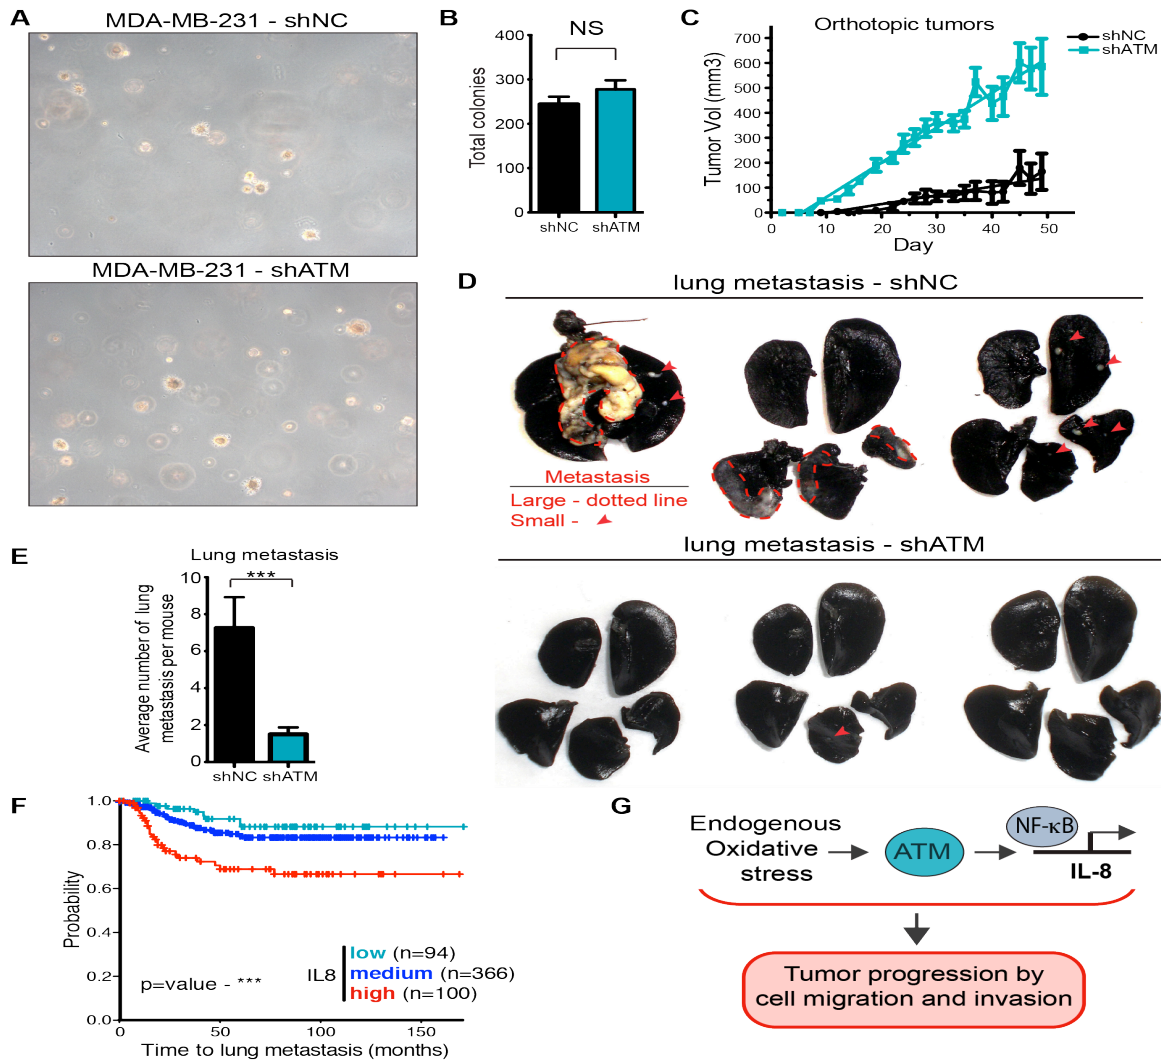 A
MDA-MB-231 - shNC
MDA-MB-231 - shATM
B
NS
Total colonies
400
300
200
100
0
shNC
shATM
C
Orthotopic tumors
shNC
shATM
Tumor Vol (mm3)
700
600
500
400
300
200
100
0
10
20
30
40
50
Day
D
lung metastasis - shNC
Metastasis
Large - dotted line
Small -
lung metastasis - shATM
E
Lung metastasis
***
Average number of lung
metastasis per mouse
10
8
6
4
2
0
shNC
shATM
F
Probability
1.0
0.8
0.6
0.4
0.2
0.0
0
50
100
150
Time to lung metastasis (months)
p=value - ***
IL8
low (n=94)
medium (n=366)
high (n=100)
G
Endogenous
Oxidative
stress
ATM
NF-κB
IL-8
Tumor progression by
cell migration and invasion